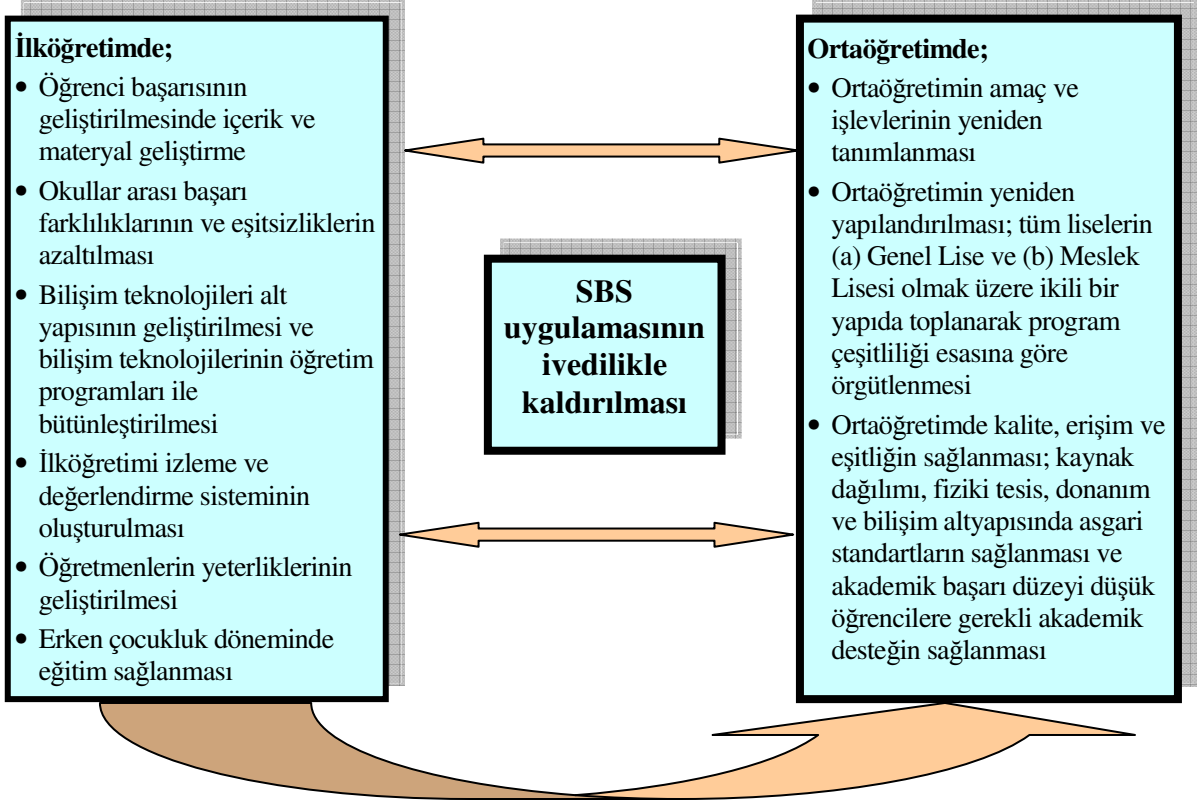 İlköğretimde;
• Öğrenci başarısının
geliştirilmesinde içerik ve
materyal geliştirme
• Okullar arası başarı
farklılıklarının ve eşitsizliklerin
azaltılması
• Bilişim teknolojileri alt
yapısının geliştirilmesi ve
bilişim teknolojilerinin öğretim
programları ile
bütünleştirilmesi
• İlköğretimi izleme ve
değerlendirme sisteminin
oluşturulması
• Öğretmenlerin yeterliklerinin
geliştirilmesi
• Erken çocukluk döneminde
eğitim sağlanması
SBS
uygulamasının
ivedilikle
kaldırılması
Ortaöğretimde;
• Ortaöğretimin amaç ve
işlevlerinin yeniden
tanımlanması
• Ortaöğretimin yeniden
yapılandırılması; tüm liselerin
(a) Genel Lise ve (b) Meslek
Lisesi olmak üzere ikili bir
yapıda toplanarak program
çeşitliliği esasına göre
örgütlenmesi
• Ortaöğretimde kalite, erişim ve
eşitliğin sağlanması; kaynak
dağılımı, fiziki tesis, donanım
ve bilişim altyapısında asgari
standartların sağlanması ve
akademik başarı düzeyi düşük
öğrencilere gerekli akademik
desteğin sağlanması